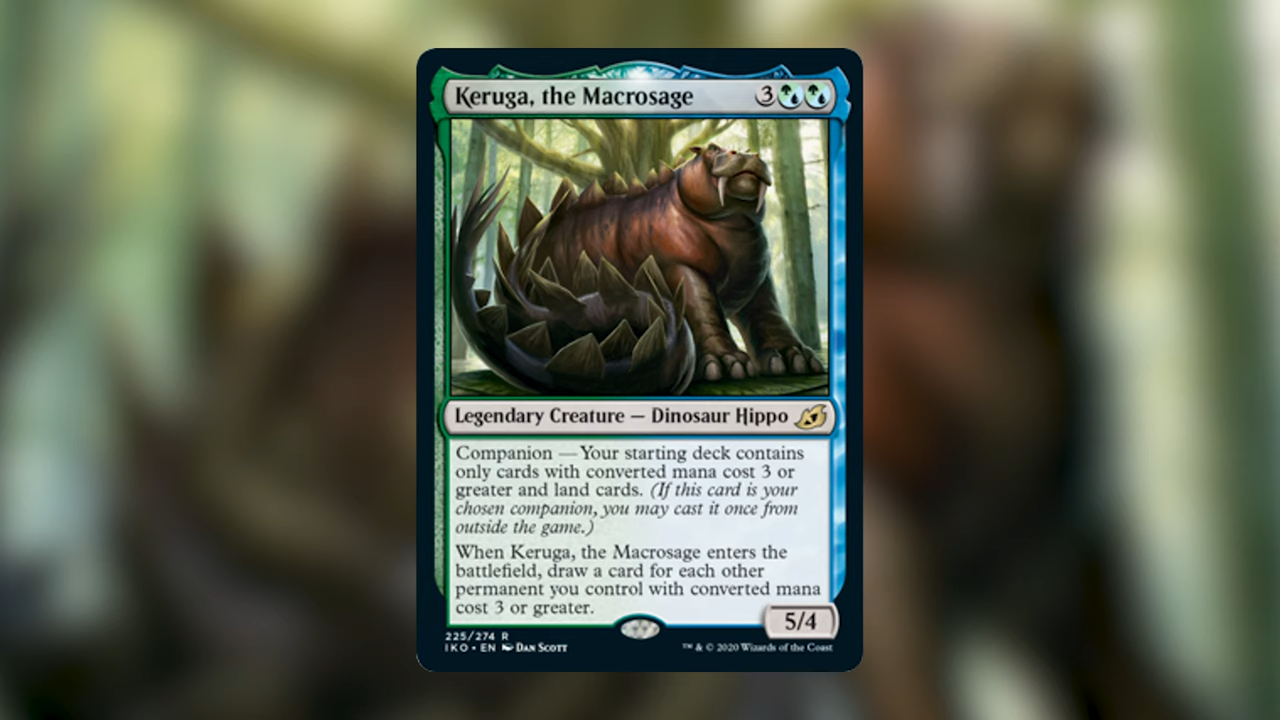 Keruga, the Macrosage 3
Legendary Creature — Dinosaur Hippo
Companion — Your starting deck contains
only cards with converted mana cost 3 or
greater and land cards. (If this card is your
chosen companion, you may cast it once from
outside the game.)
When Keruga, the Macrosage enters the
battlefield, draw a card for each other
permanent you control with converted mana
cost 3 or greater.
5/4
225/274 R
IKO • EN Dan Scott
™ & © 2020 Wizards of the Coast